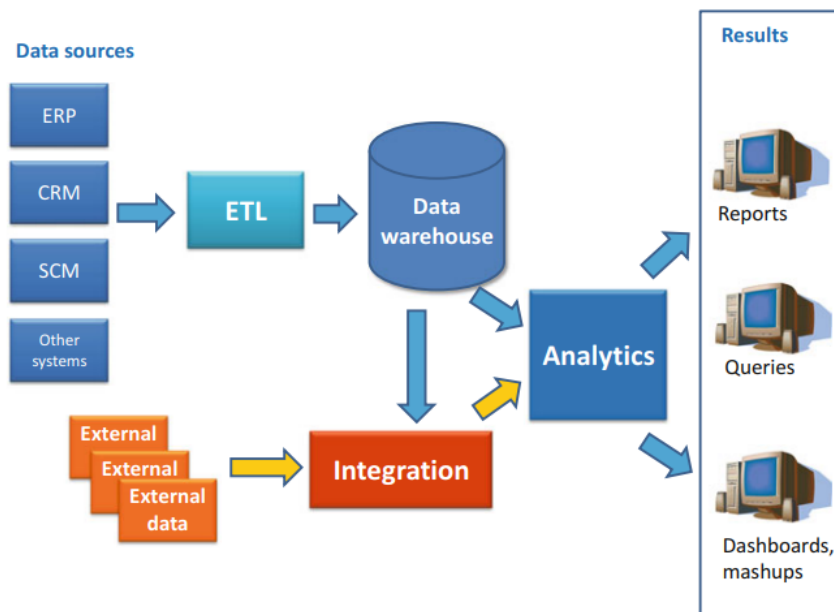 Data sources
Results
ERP
CRM
SCM
Other
systems
ETL
Data
warehouse
External
External
External
data
Integration
Analytics
Reports
Queries
Dashboards,
mashups